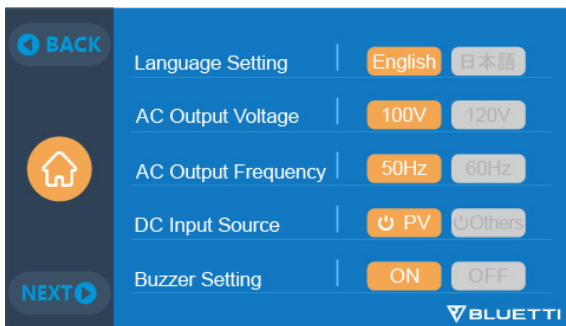 BACK
Language Setting English 日本語
AC Output Voltage 100V 120V
AC Output Frequency 50Hz 60Hz
DC Input Source PV Others
Buzzer Setting ON OFF
NEXT
BLUETTI